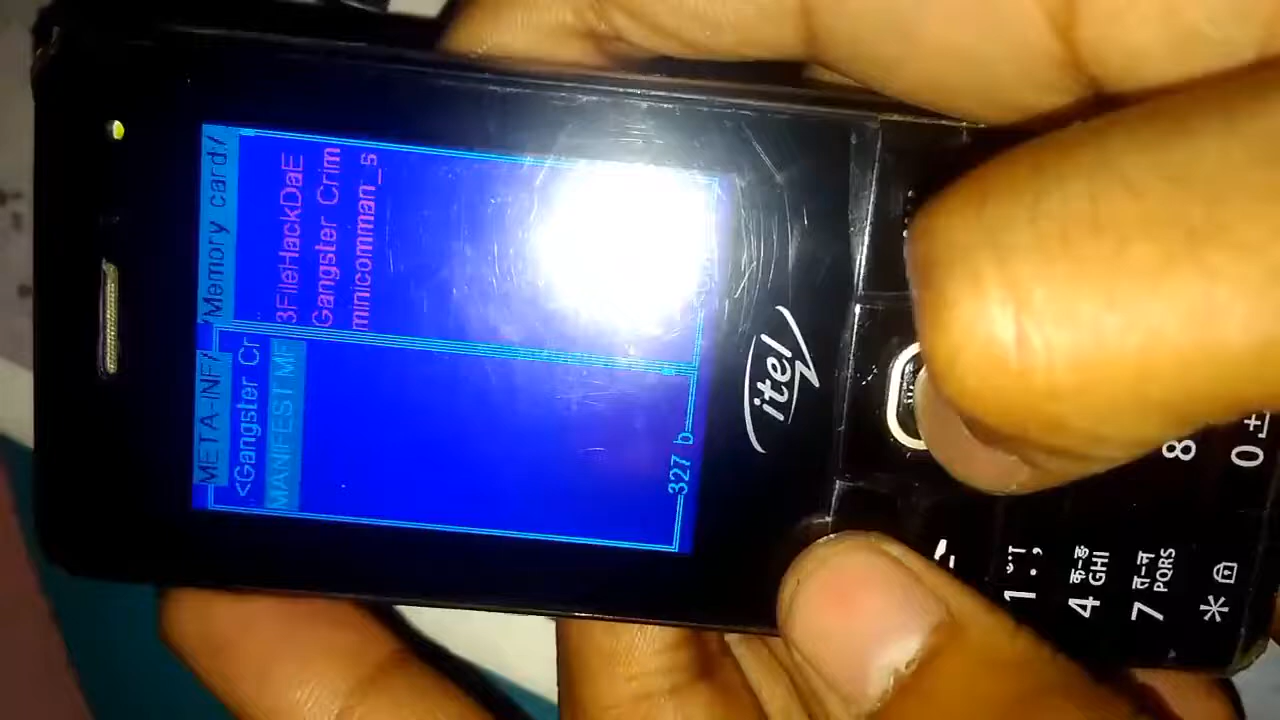 META-INF/
<Gangster Cr
MANIFEST.MF
327 b
Memory card:/
..
3FileHackDaE
Gangster Crim
minicomman_s
itel
1
4 क-ङ
GHI
7 त-न
PQRS
*
8
0